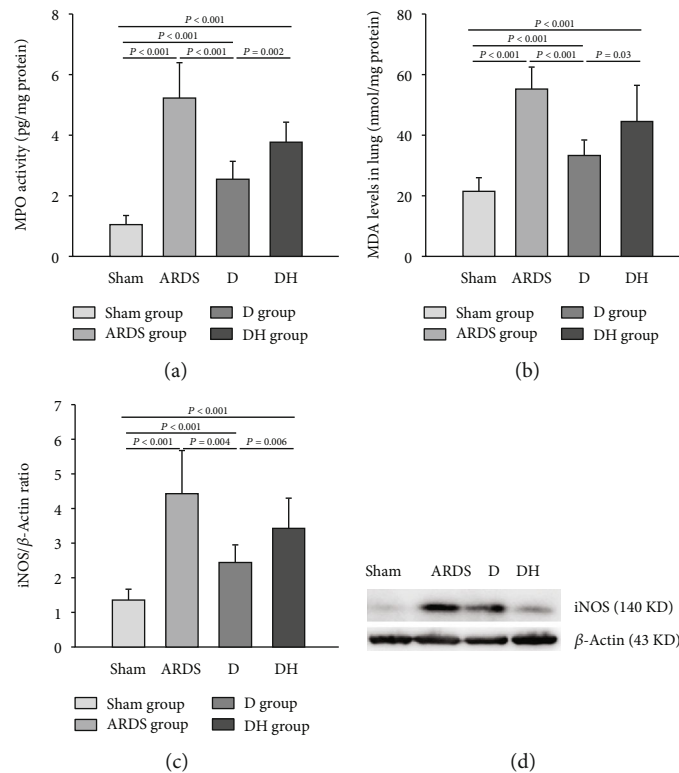 P < 0.001
P < 0.001
P < 0.001 P < 0.001 P = 0.002
MPO activity (pg/mg protein)
8
6
4
2
0
Sham ARDS D DH
Sham group D group
ARDS group DH group
(a)
P < 0.001
P < 0.001
P < 0.001 P < 0.001 P = 0.03
MDA levels in lung (nmol/mg protein)
80
60
40
20
0
Sham ARDS D DH
Sham group D group
ARDS group DH group
(b)
P < 0.001
P < 0.001
P < 0.001 P = 0.004 P = 0.006
iNOS/β-Actin ratio
7
6
5
4
3
2
1
0
Sham ARDS D DH
Sham group D group
ARDS group DH group
(c)
Sham ARDS D DH
iNOS (140 KD)
β-Actin (43 KD)
(d)